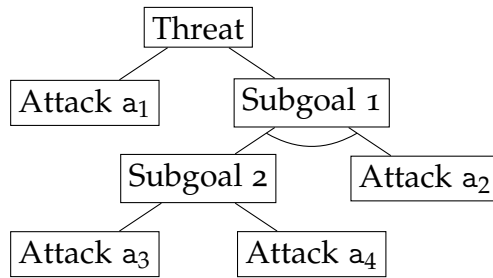 Threat
Attack a₁
Subgoal 1
Subgoal 2
Attack a₂
Attack a₃
Attack a₄